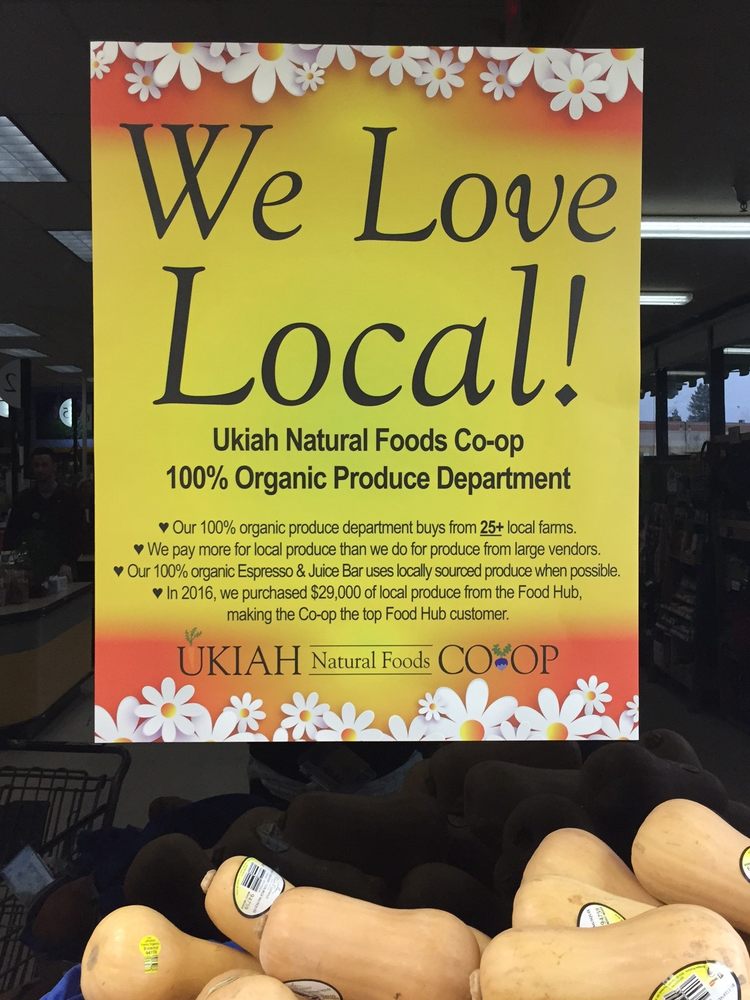 We Love
Local!
Ukiah Natural Foods Co-op
100% Organic Produce Department
♥ Our 100% organic produce department buys from 25+ local farms.
♥ We pay more for local produce than we do for produce from large vendors.
♥ Our 100% organic Espresso & Juice Bar uses locally sourced produce when possible.
♥ In 2016, we purchased $29,000 of local produce from the Food Hub,
making the Co-op the top Food Hub customer.
UKIAH Natural Foods CO-OP